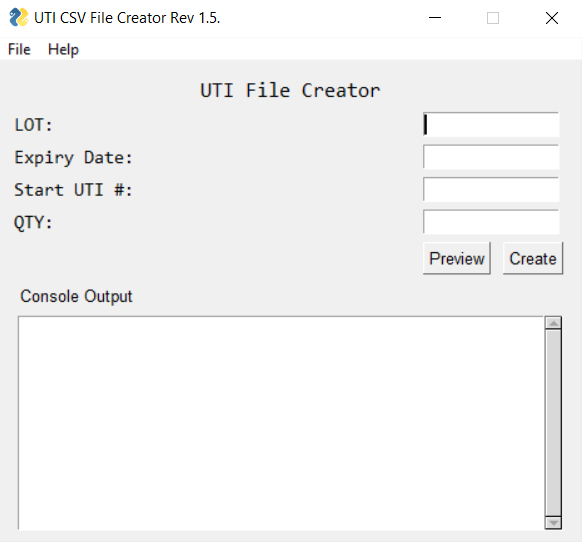 UTI CSV File Creator Rev 1.5.
File Help
UTI File Creator
LOT:
Expiry Date:
Start UTI #:
QTY:
Preview Create
Console Output